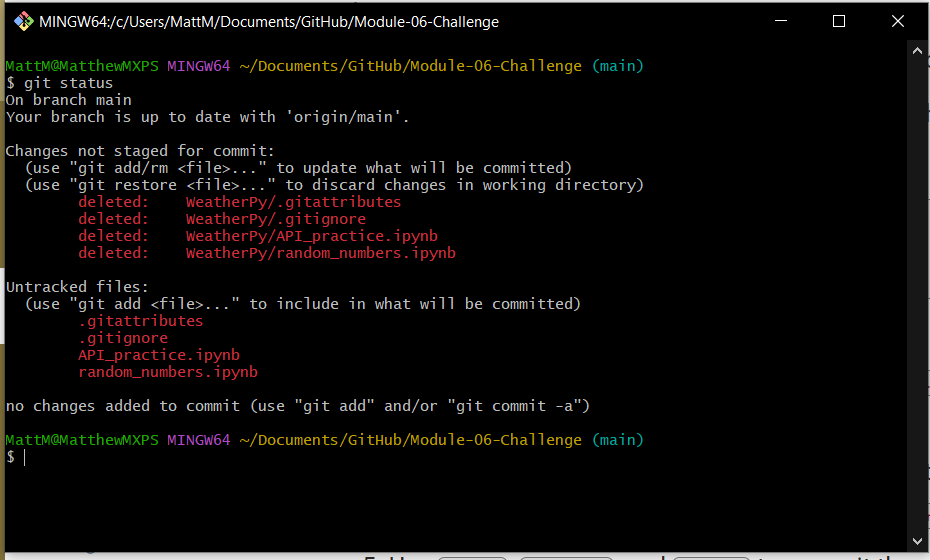 MINGW64:/c/Users/MattM/Documents/GitHub/Module-06-Challenge
MattM@MatthewMXPS MINGW64 ~/Documents/GitHub/Module-06-Challenge (main)
$ git status
On branch main
Your branch is up to date with 'origin/main'.
Changes not staged for commit:
  (use "git add/rm <file>..." to update what will be committed)
  (use "git restore <file>..." to discard changes in working directory)
        deleted:    WeatherPy/.gitattributes
        deleted:    WeatherPy/.gitignore
        deleted:    WeatherPy/API_practice.ipynb
        deleted:    WeatherPy/random_numbers.ipynb
Untracked files:
  (use "git add <file>..." to include in what will be committed)
        .gitattributes
        .gitignore
        API_practice.ipynb
        random_numbers.ipynb
no changes added to commit (use "git add" and/or "git commit -a")
MattM@MatthewMXPS MINGW64 ~/Documents/GitHub/Module-06-Challenge (main)
$